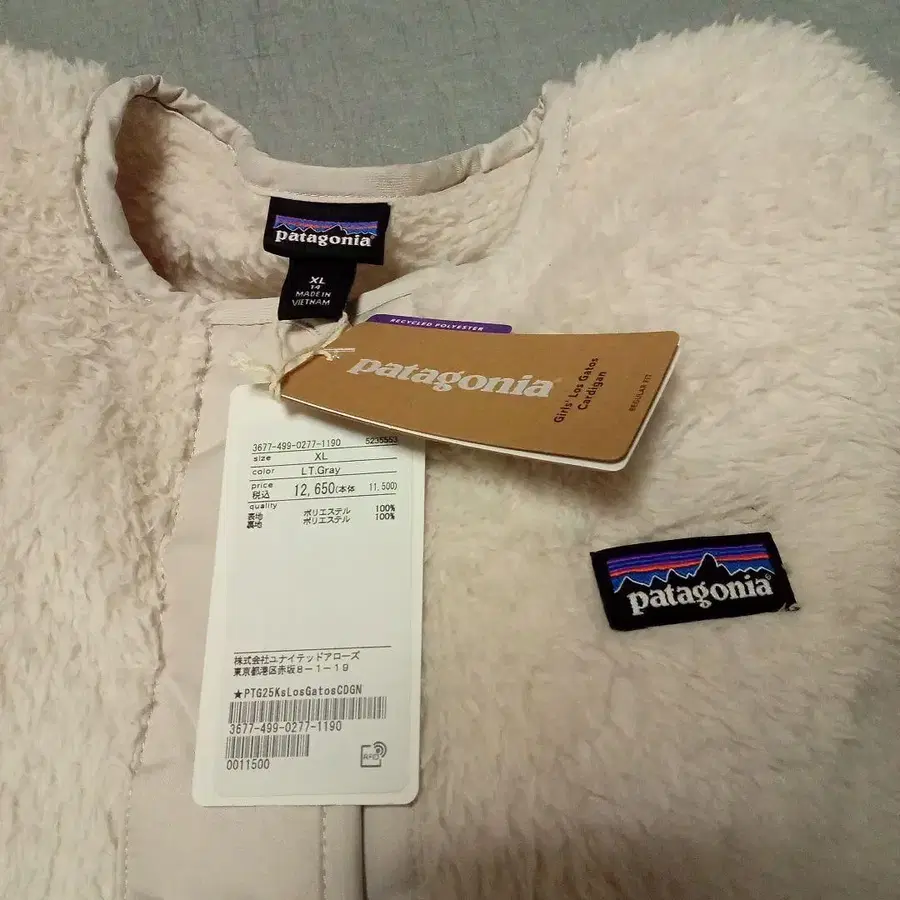 patagonia®
XL
14
MADE IN
VIETNAM
RECYCLED POLYESTER
patagonia®
Girls' Los Gatos
Cardigan
REGULAR FIT
3677-499-0277-1190 5235553
size XL
color LT.Gray
price
税込 12,650(本体 11,500)
quality
表地 ポリエステル 100%
裏地 ポリエステル 100%
株式会社ユナイテッドアローズ
東京都港区赤坂8-1-19
★PTG25KsLosGatosCDGN
3677-499-0277-1190
0011500
RFID
patagonia®